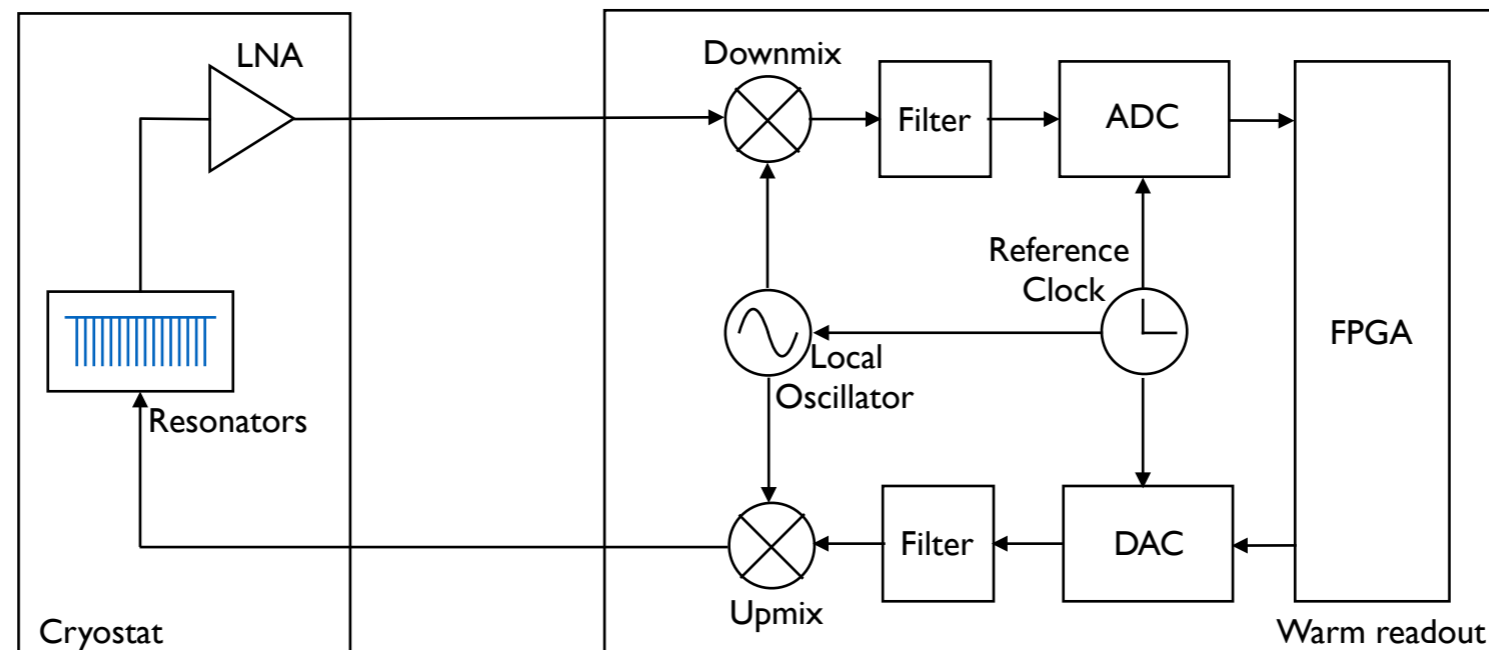 LNA
Downmix
Filter
ADC
Reference
Clock
FPGA
Local
Oscillator
Resonators
Filter
DAC
Upmix
Cryostat
Warm readout